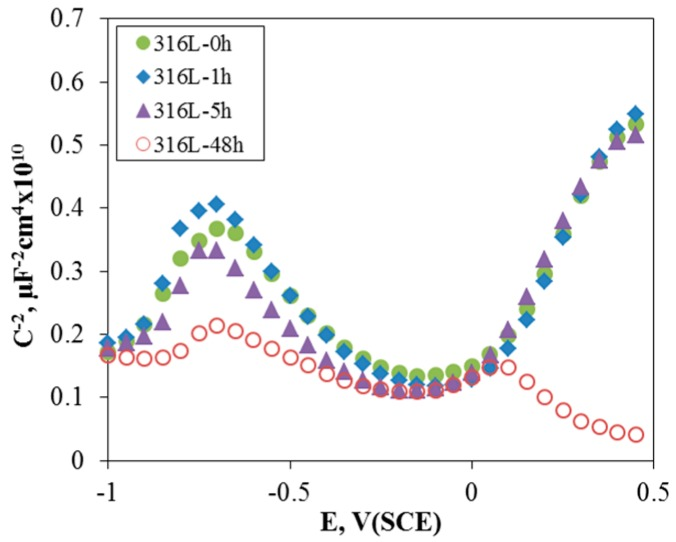 0.7
0.6
0.5
0.4
0.3
0.2
0.1
0
C⁻², µF⁻²cm⁴x10¹⁰
316L-0h
316L-1h
316L-5h
316L-48h
-1 -0.5 0 0.5
E, V(SCE)